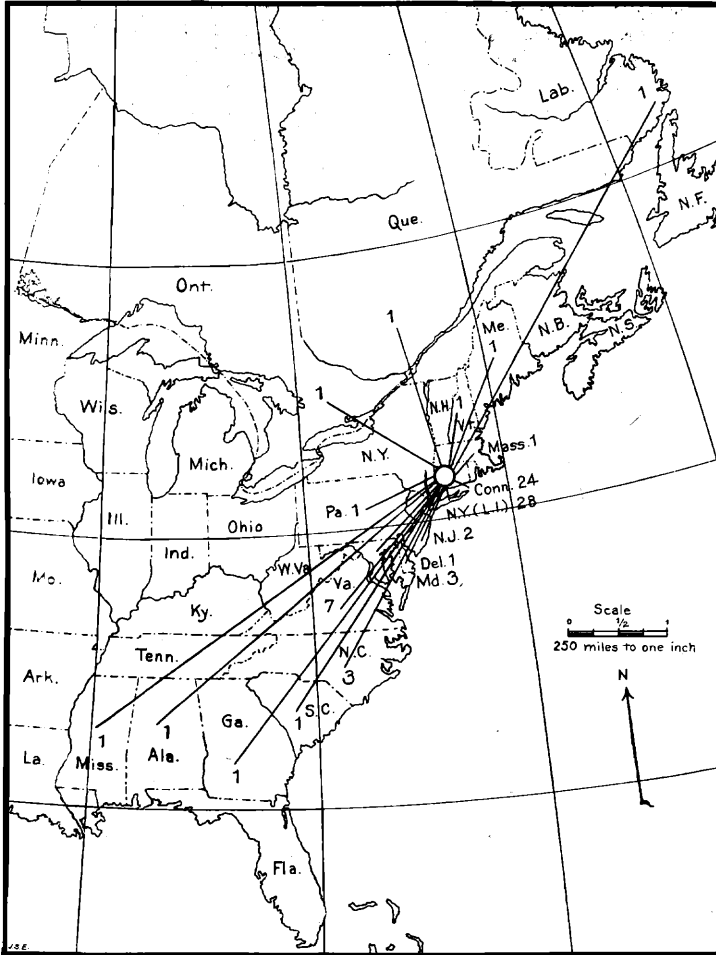 Lab.
1
N.F.
Que.
Ont.
1
Me.
N.B.
N.S.
Minn.
1
1
N.H.
1
Vt.
Wis.
Mich.
N.Y.
Mass. 1
Iowa
Conn. 24
Ill.
Pa. 1
N.Y. (L.I.) 28
Ohio
N.J. 2
Ind.
W.Va.
Del. 1
Mo.
Va.
Md. 3
7
Ky.
Scale
0 1/2 1
250 miles to one inch
Tenn.
N.C.
3
Ark.
N
S.C.
1
Ga.
1
1
La.
Miss.
Ala.
1
Fla.
J.S.E.